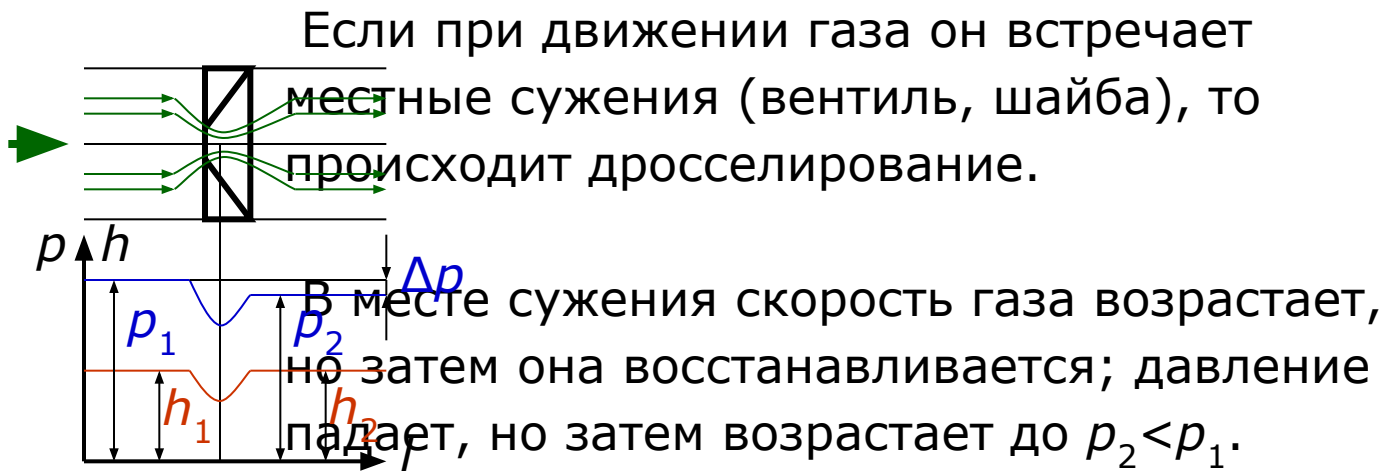 Если при движении газа он встречает
местные сужения (вентиль, шайба), то
происходит дросселирование.
p h
Δp
В месте сужения скорость газа возрастает,
p₁ p₂
но затем она восстанавливается; давление
h₁ h₂
падает, но затем возрастает до p₂<p₁.
l